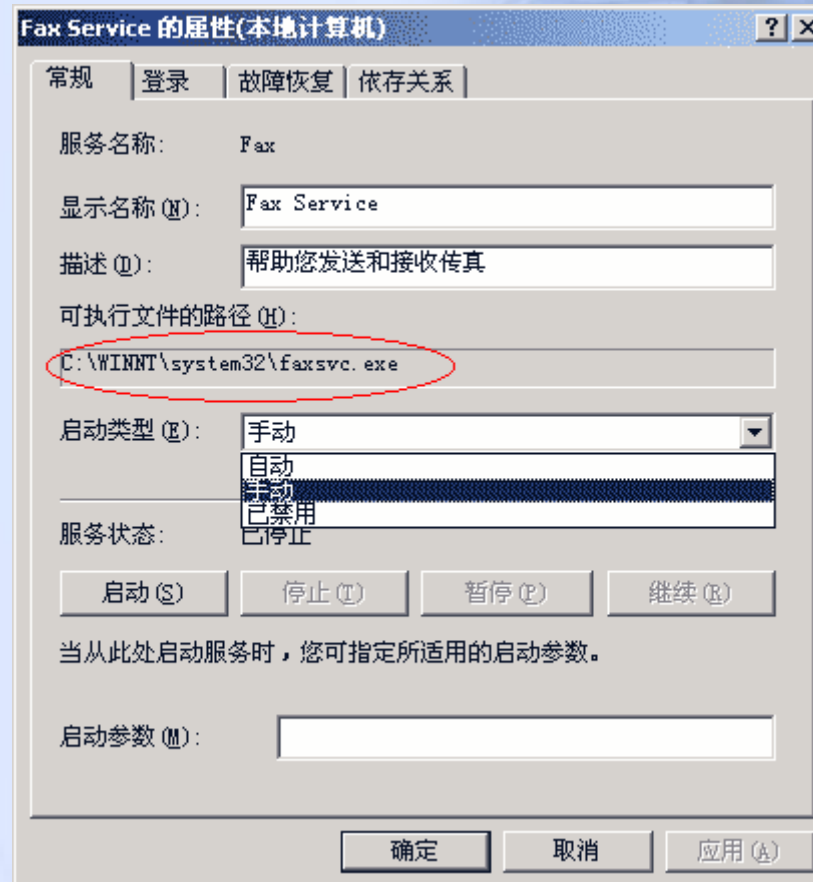 Fax Service 的属性(本地计算机)
常规 登录 故障恢复 依存关系
服务名称: Fax
显示名称(N): Fax Service
描述(D): 帮助您发送和接收传真
可执行文件的路径(H):
C:\WINNT\system32\faxsvc.exe
启动类型(E): 手动
自动
手动
已禁用
服务状态: 已停止
启动(S) 停止(T) 暂停(P) 继续(R)
当从此处启动服务时，您可指定所适用的启动参数。
启动参数(M):
确定 取消 应用(A)